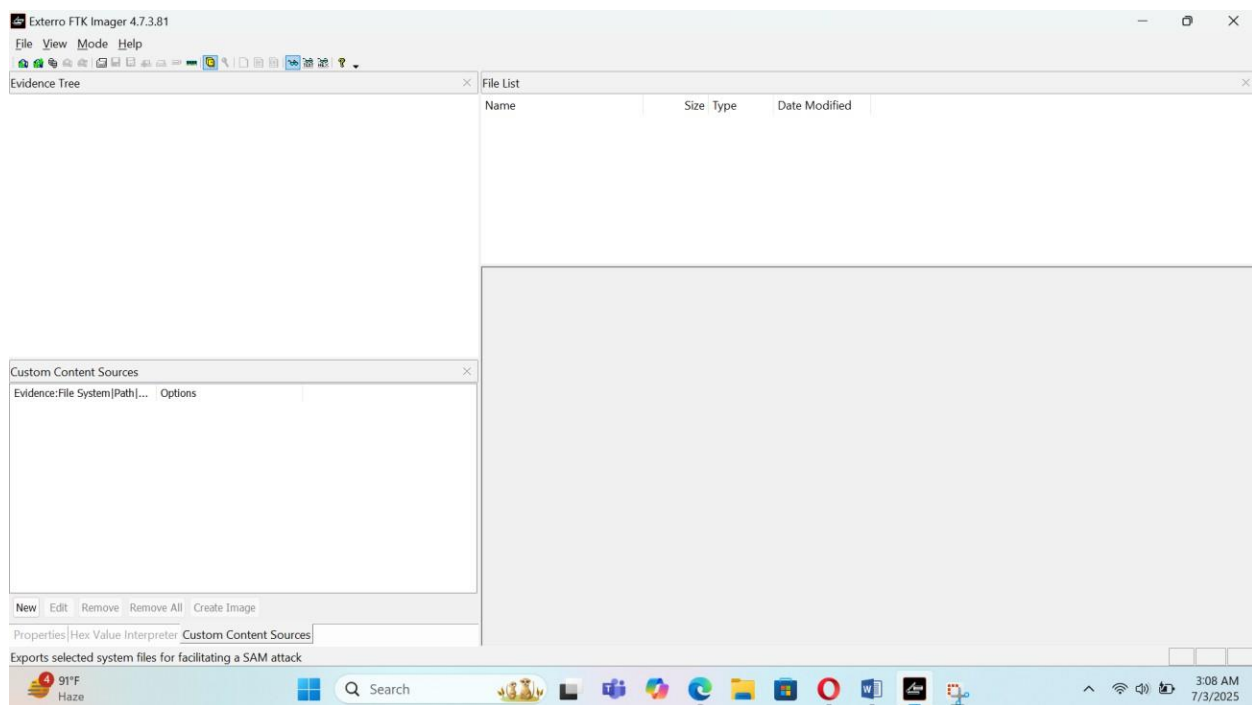 Exterro FTK Imager 4.7.3.81
File View Mode Help
Evidence Tree
File List
Name Size Type Date Modified
Custom Content Sources
Evidence:File System|Path|... Options
New Edit Remove Remove All Create Image
Properties Hex Value Interpreter Custom Content Sources
Exports selected system files for facilitating a SAM attack
4
91°F
Haze
Search
3:08 AM
7/3/2025